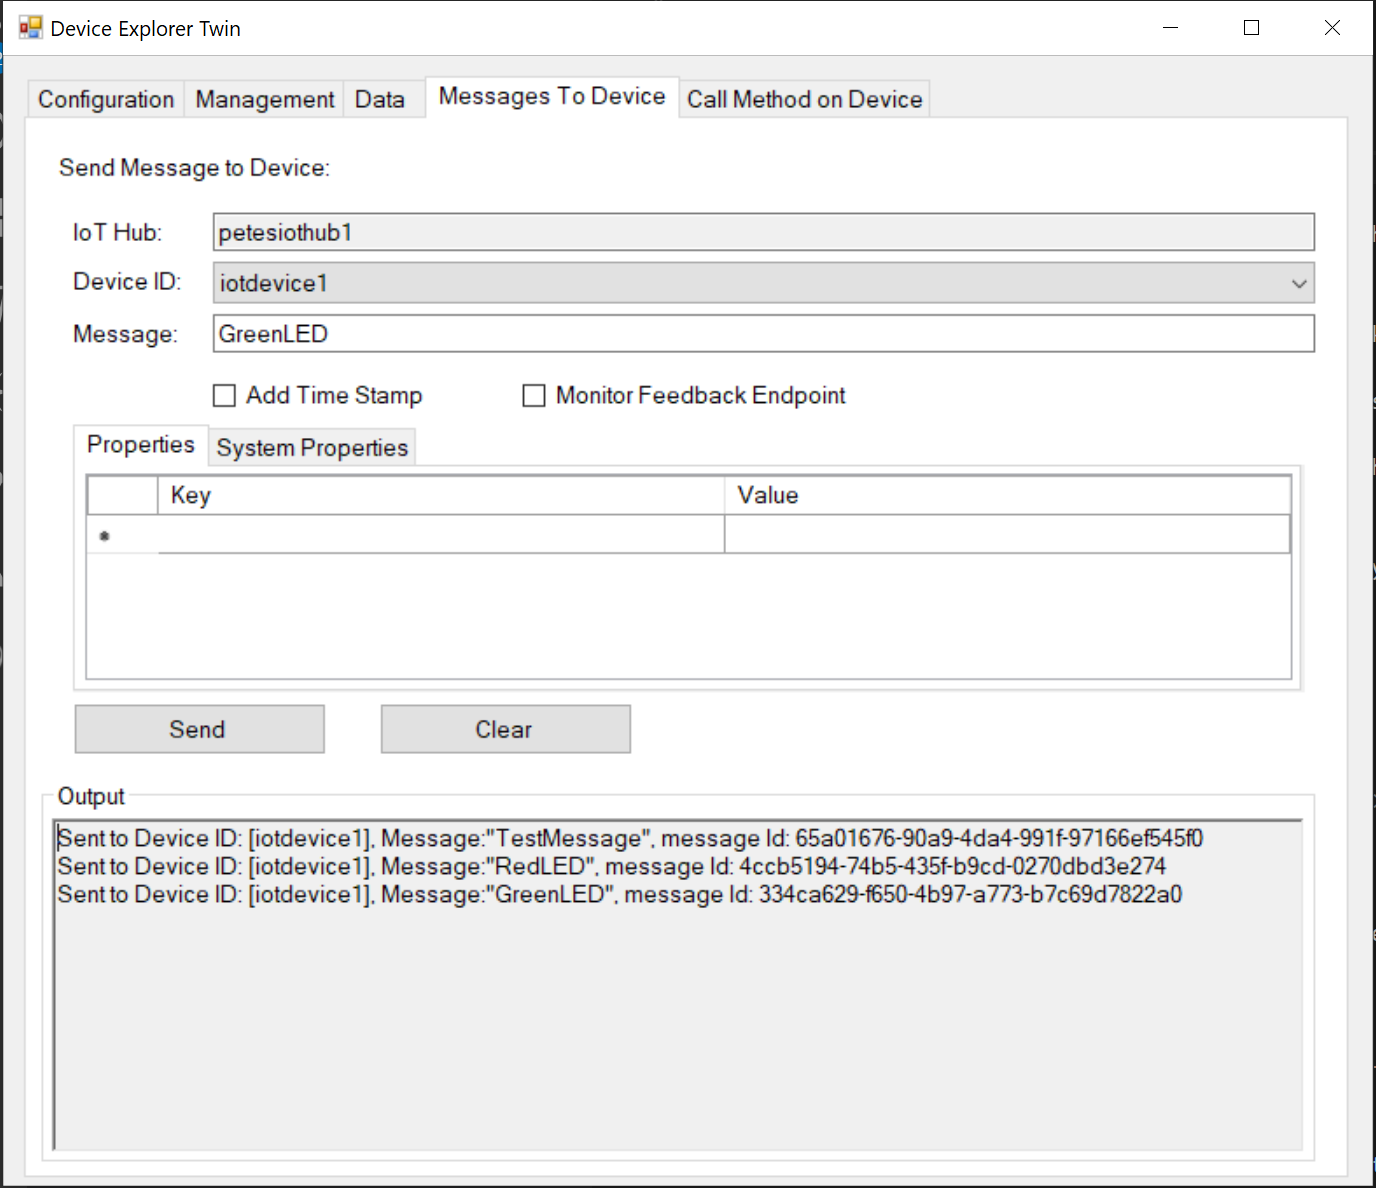 Device Explorer Twin
Configuration Management Data Messages To Device Call Method on Device
Send Message to Device:
IoT Hub: petesiothub1
Device ID: iotdevice1
Message: GreenLED
Add Time Stamp Monitor Feedback Endpoint
Properties System Properties
Key Value
Send Clear
Output
Sent to Device ID: [iotdevice1], Message:"TestMessage", message Id: 65a01676-90a9-4da4-991f-97166ef545f0
Sent to Device ID: [iotdevice1], Message:"RedLED", message Id: 4ccb5194-74b5-435f-b9cd-0270dbd3e274
Sent to Device ID: [iotdevice1], Message:"GreenLED", message Id: 334ca629-f650-4b97-a773-b7c69d7822a0